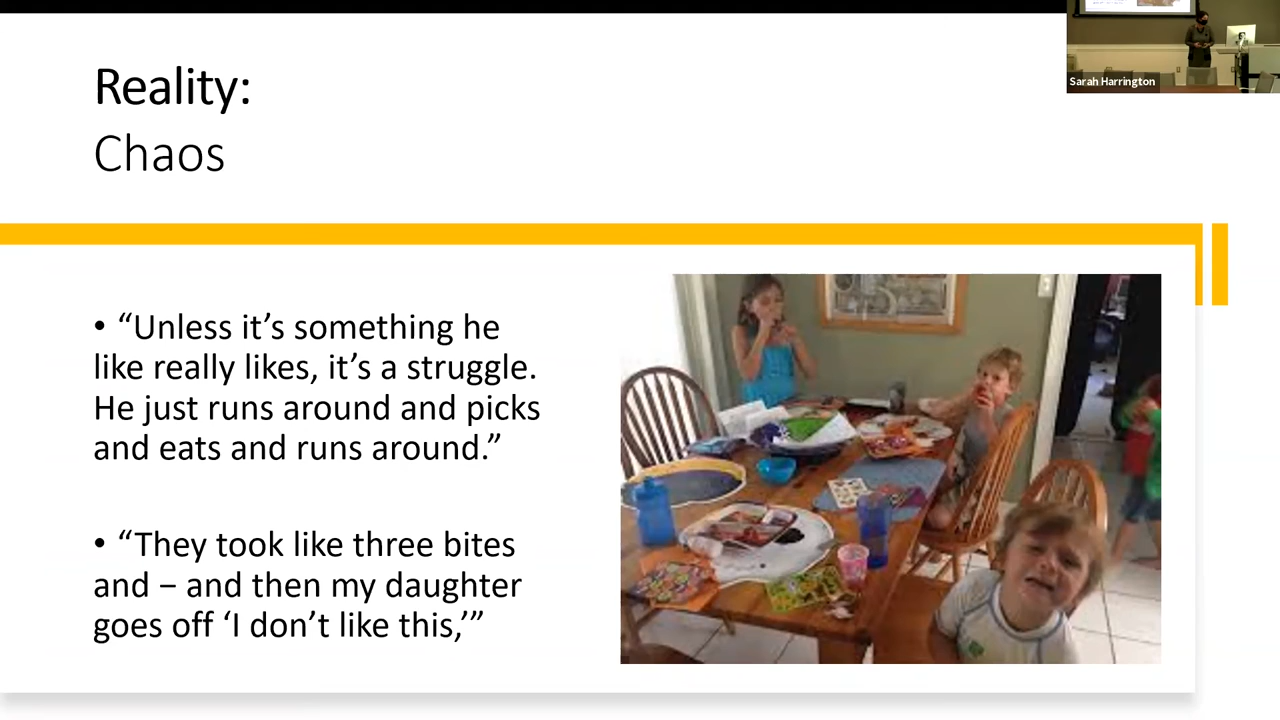 Sarah Harrington
Reality:
Chaos
• “Unless it’s something he
like really likes, it’s a struggle.
He just runs around and picks
and eats and runs around.”
• “They took like three bites
and – and then my daughter
goes off ‘I don’t like this,’”